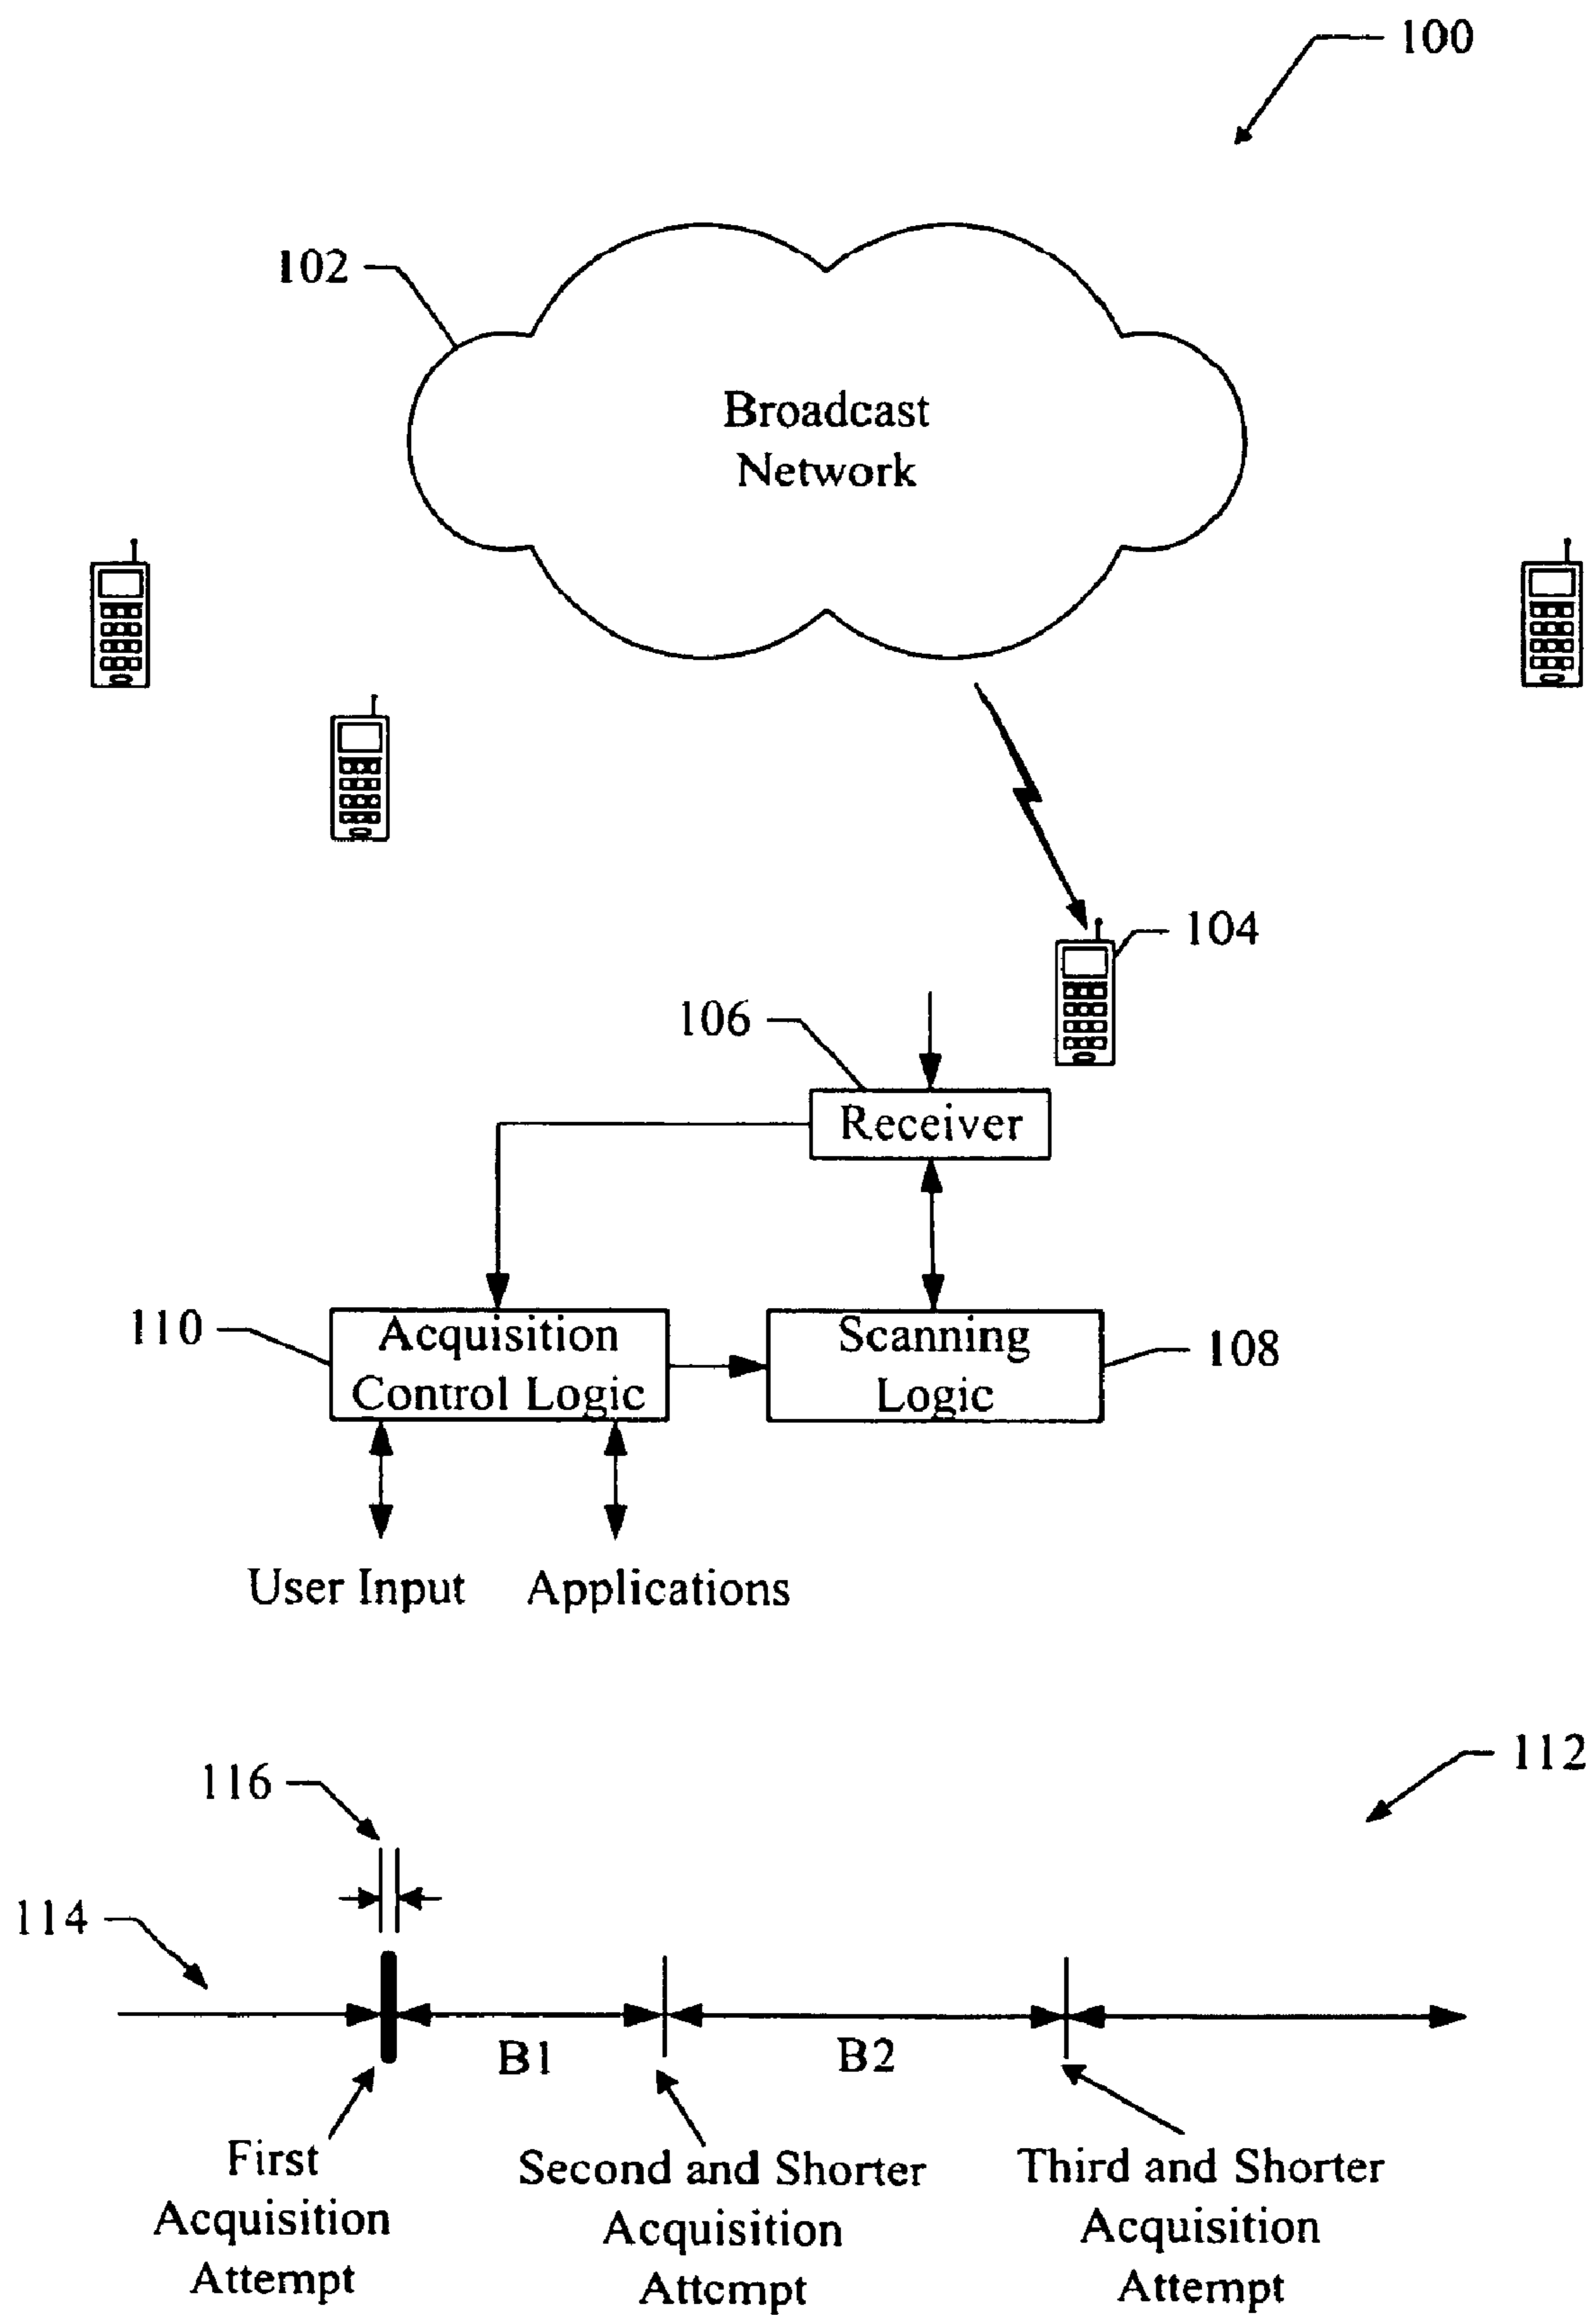 100
102
Broadcast
Network
104
106
Receiver
110
Acquisition
Control Logic
Scanning
Logic
108
User Input
Applications
112
116
114
B1
B2
First
Acquisition
Attempt
Second and Shorter
Acquisition
Attempt
Third and Shorter
Acquisition
Attempt